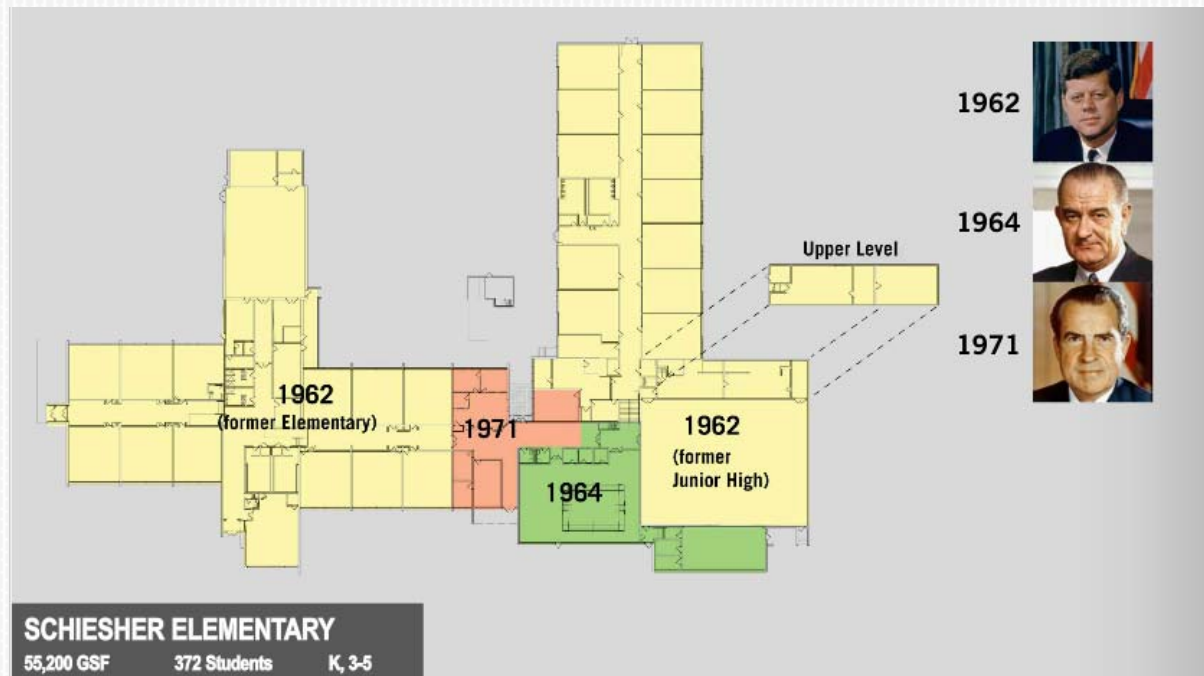 1962
1964
Upper Level
1971
1962
(former Elementary)
1971
1962
(former
Junior High)
1964
SCHIESHER ELEMENTARY
55,200 GSF 372 Students K, 3-5